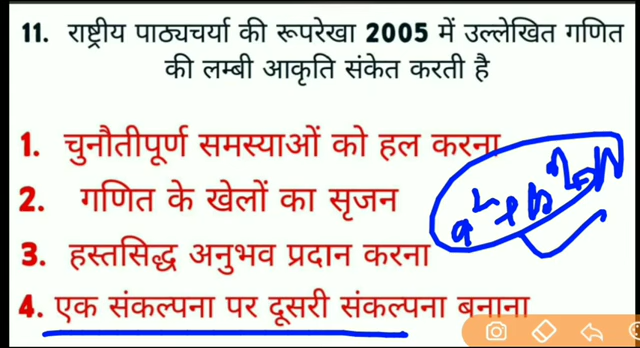 11. राष्ट्रीय पाठ्यचर्या की रूपरेखा 2005 में उल्लेखित गणित
की लम्बी आकृति संकेत करती है
1. चुनौतीपूर्ण समस्याओं को हल करना
2. गणित के खेलों का सृजन
3. हस्तसिद्ध अनुभव प्रदान करना
4. एक संकल्पना पर दूसरी संकल्पना बनाना